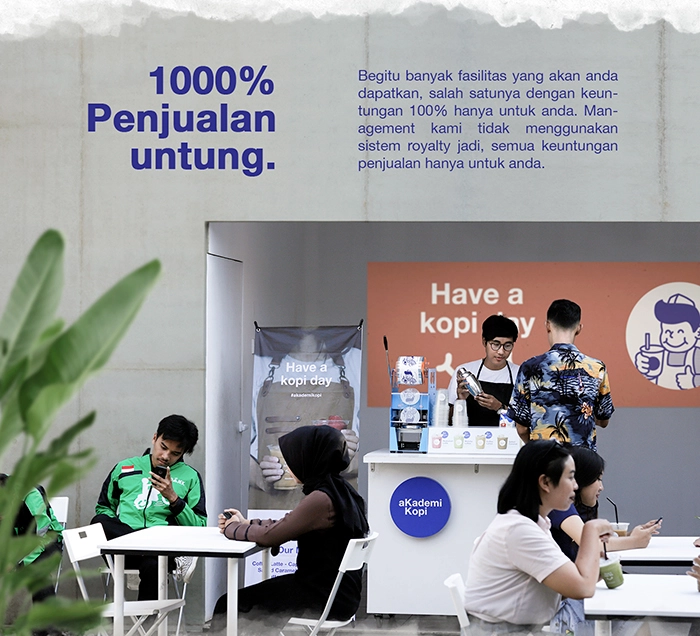 1000%
Penjualan
untung.
Begitu banyak fasilitas yang akan anda
dapatkan, salah satunya dengan keun-
tungan 100% hanya untuk anda. Man-
agement kami tidak menggunakan
sistem royalty jadi, semua keuntungan
penjualan hanya untuk anda.
Have a
kopi day
Have a
kopi day
#akademikopi
aKademi
Kopi
Our